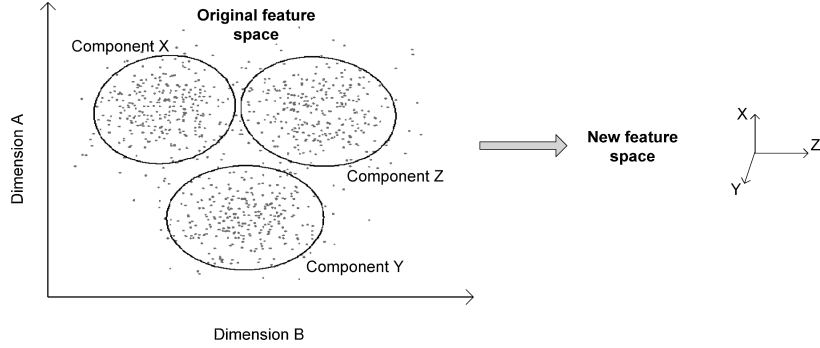 Original feature
space
Component X
Component Z
Component Y
Dimension A
Dimension B
New feature
space
X
Z
Y